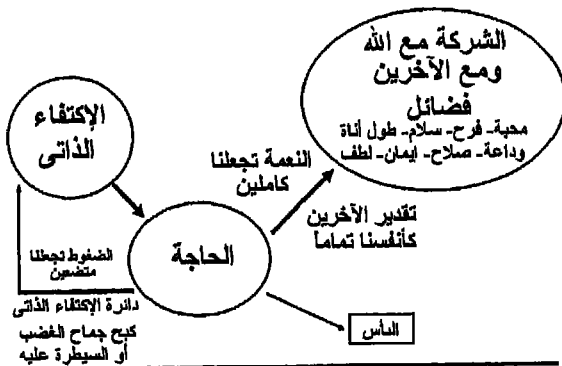 الشركة مع الله
ومع الآخرين
فضائل
محبة- فرح- سلام- طول أناة
وداعة- صلاح- ايمان- لطف
الإكتفاء
الذاتى
النعمة تجعلنا
كاملين
تقدير الآخرين
كأنفسنا تماماً
الحاجة
الضغوط تجعلنا
متضعين
دائرة الإكتفاء الذاتى
كبح جماح الغضب
أو السيطرة عليه
اليأس